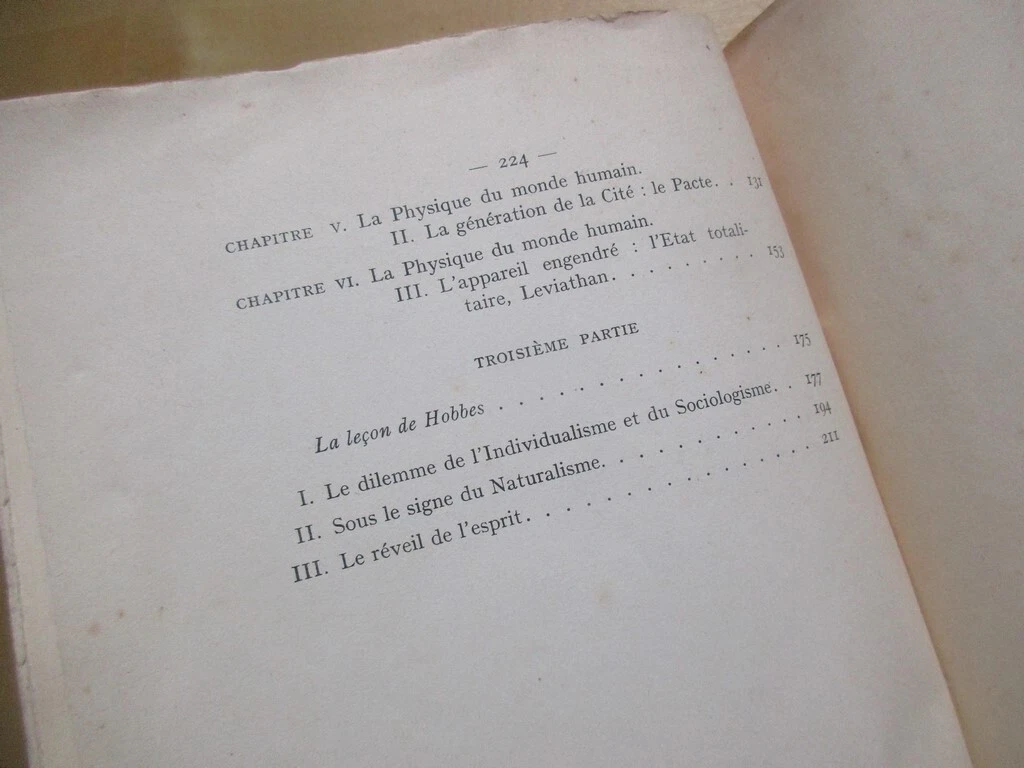 — 224 —
CHAPITRE V. La Physique du monde humain.
II. La génération de la Cité : le Pacte. . 131
CHAPITRE VI. La Physique du monde humain.
III. L'appareil engendré : l'Etat totali-
taire, Leviathan. . . . . . . . . 153
TROISIÈME PARTIE
La leçon de Hobbes . . . . . . . . . . . . 175
I. Le dilemme de l'Individualisme et du Sociologisme. . 177
II. Sous le signe du Naturalisme. . . . . . . . . . 194
III. Le réveil de l'esprit. . . . . . . . . . . . . 211